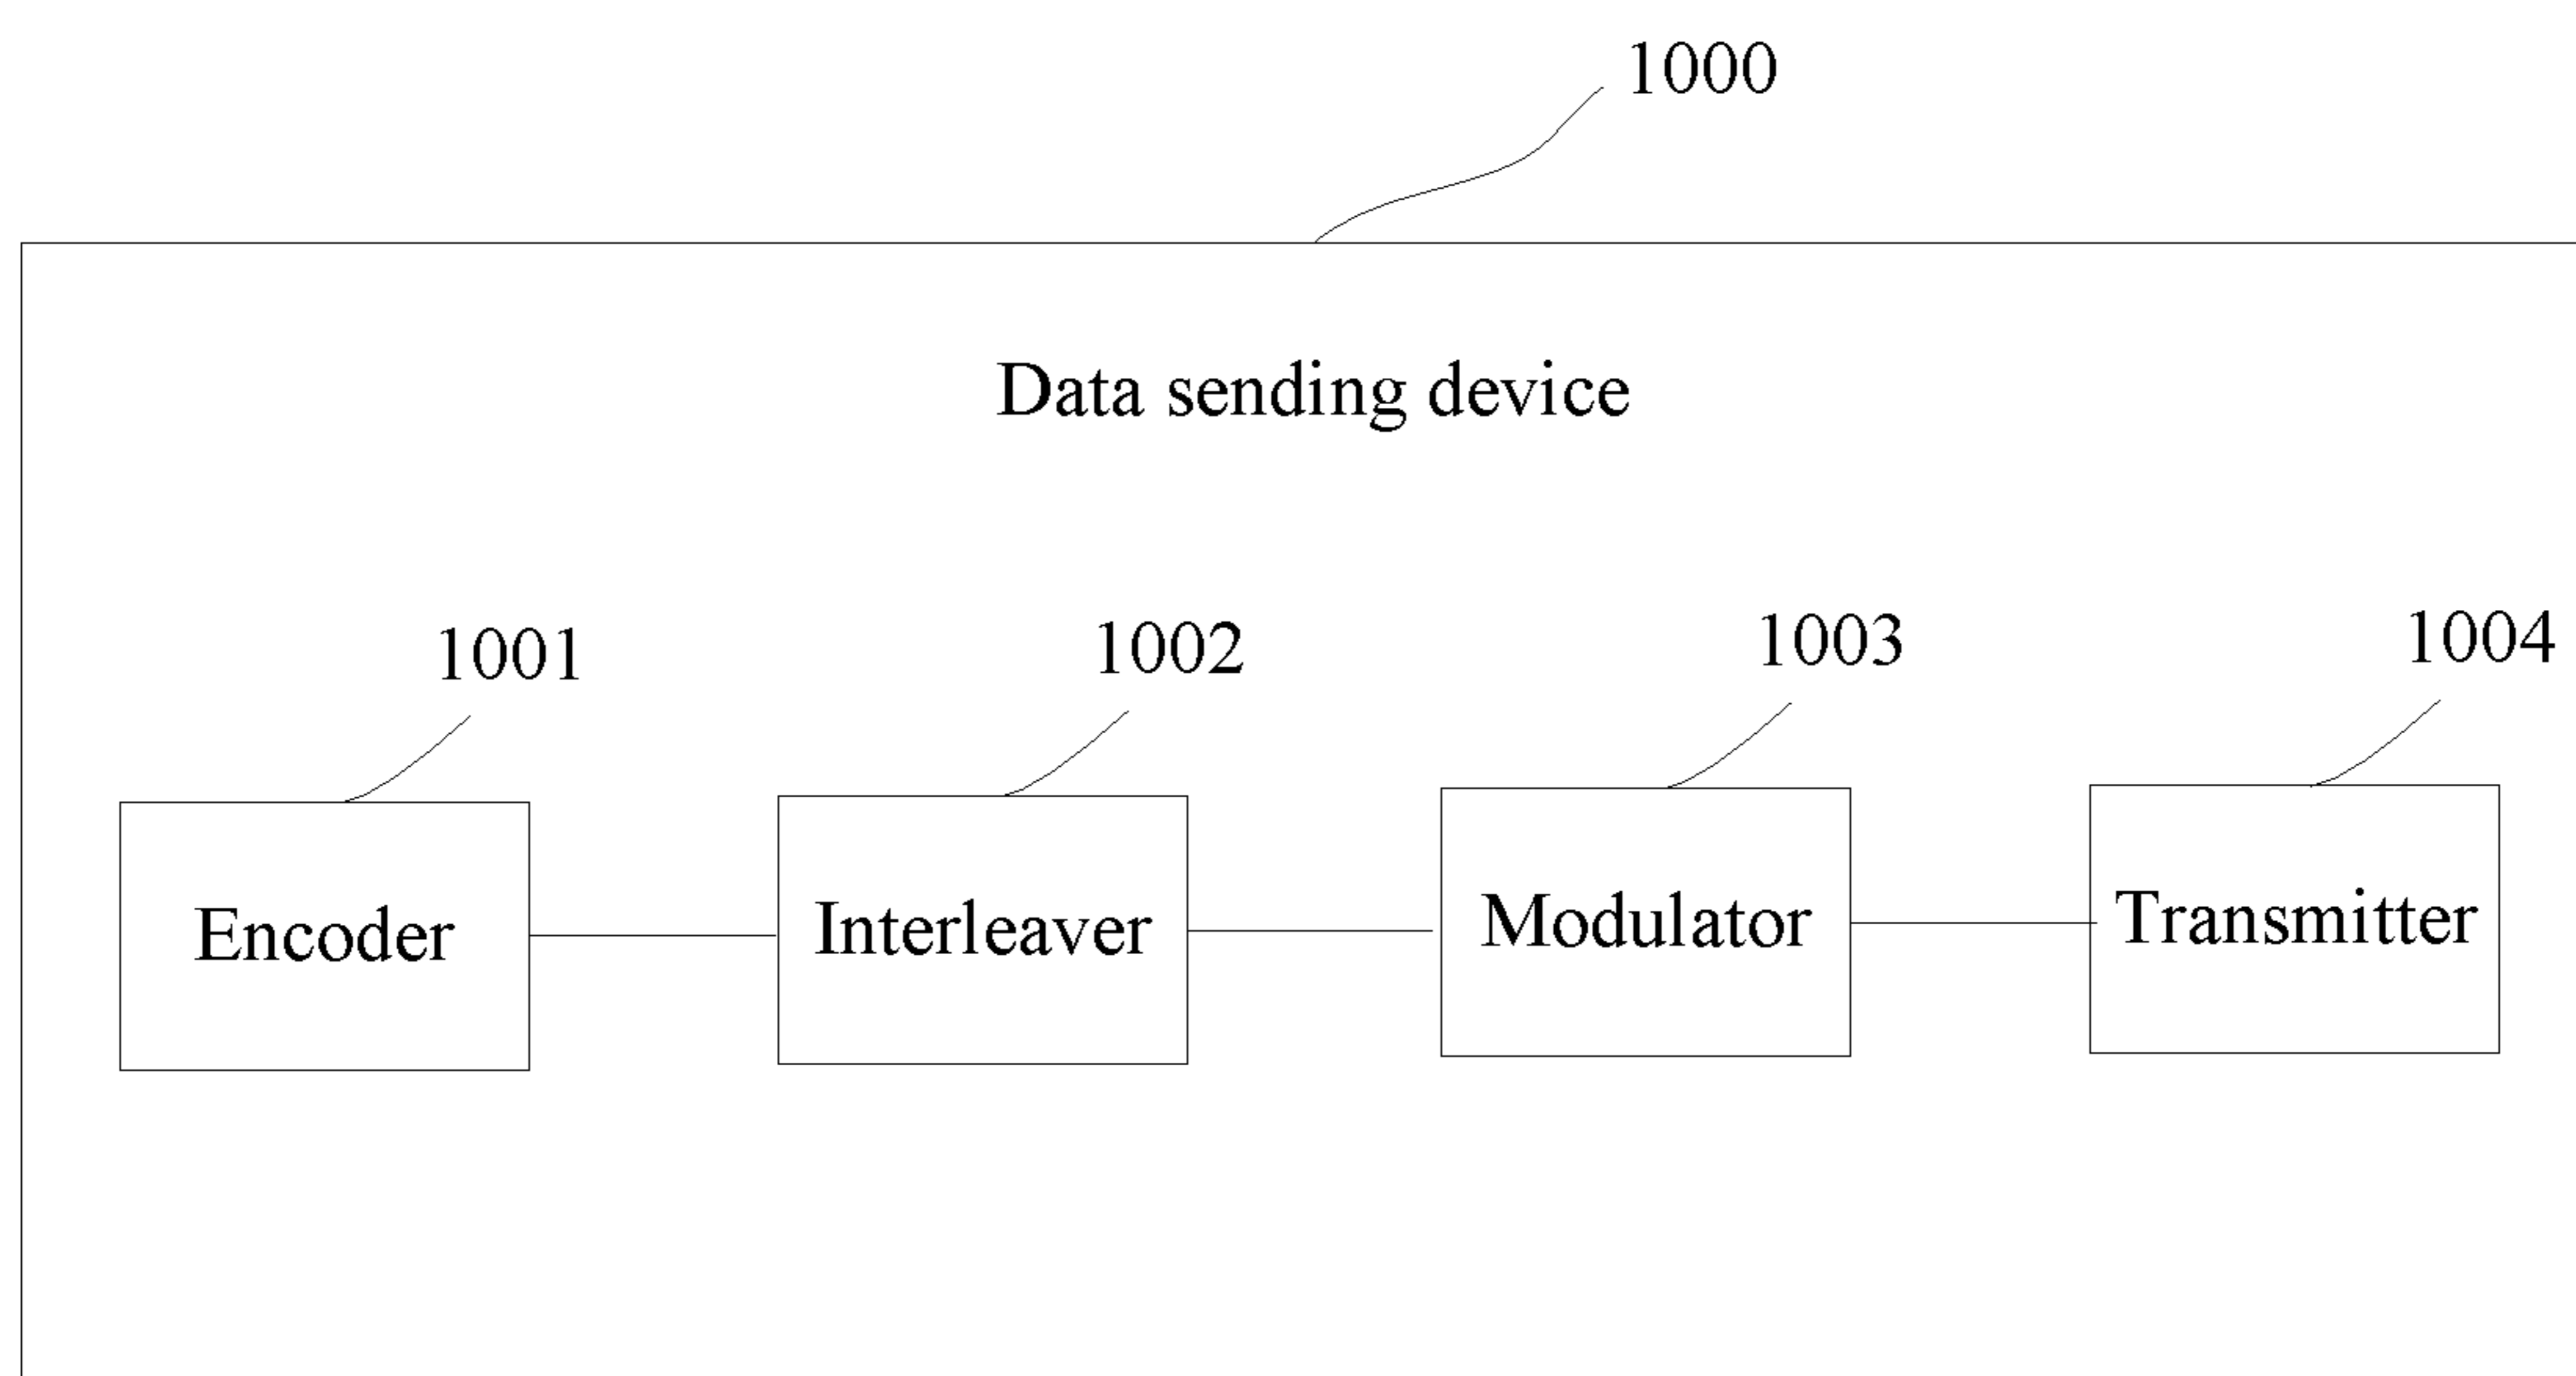 1000
Data sending device
1001 1002 1003 1004
Encoder Interleaver Modulator Transmitter